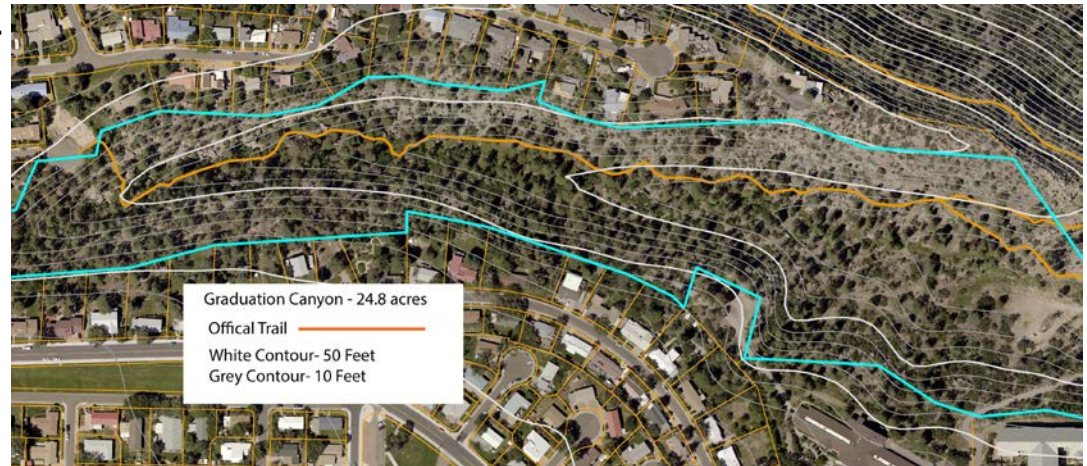 Graduation Canyon - 24.8 acres
Offical Trail
White Contour- 50 Feet
Grey Contour- 10 Feet